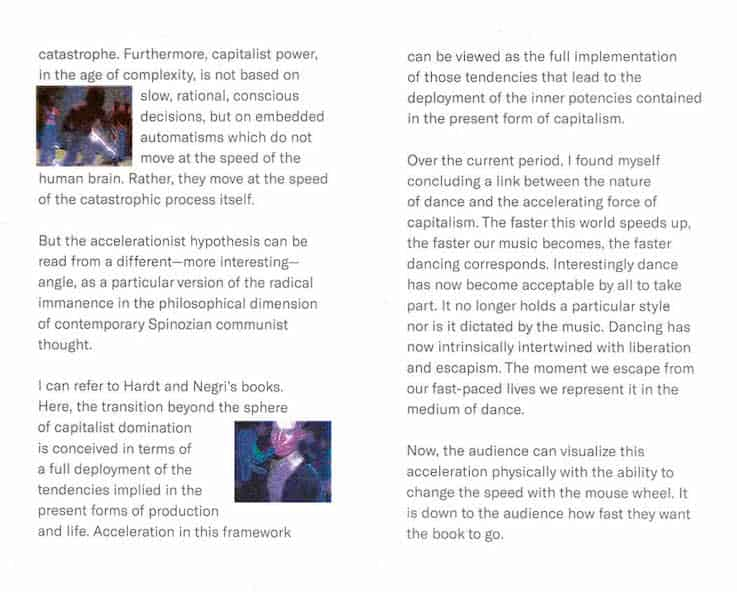 catastrophe. Furthermore, capitalist power,
in the age of complexity, is not based on
slow, rational, conscious
decisions, but on embedded
automatisms which do not
move at the speed of the
human brain. Rather, they move at the speed
of the catastrophic process itself.
But the accelerationist hypothesis can be
read from a different—more interesting—
angle, as a particular version of the radical
immanence in the philosophical dimension
of contemporary Spinozian communist
thought.
I can refer to Hardt and Negri's books.
Here, the transition beyond the sphere
of capitalist domination
is conceived in terms of
a full deployment of the
tendencies implied in the
present forms of production
and life. Acceleration in this framework
can be viewed as the full implementation
of those tendencies that lead to the
deployment of the inner potencies contained
in the present form of capitalism.
Over the current period, I found myself
concluding a link between the nature
of dance and the accelerating force of
capitalism. The faster this world speeds up,
the faster our music becomes, the faster
dancing corresponds. Interestingly dance
has now become acceptable by all to take
part. It no longer holds a particular style
nor is it dictated by the music. Dancing has
now intrinsically intertwined with liberation
and escapism. The moment we escape from
our fast-paced lives we represent it in the
medium of dance.
Now, the audience can visualize this
acceleration physically with the ability to
change the speed with the mouse wheel. It
is down to the audience how fast they want
the book to go.